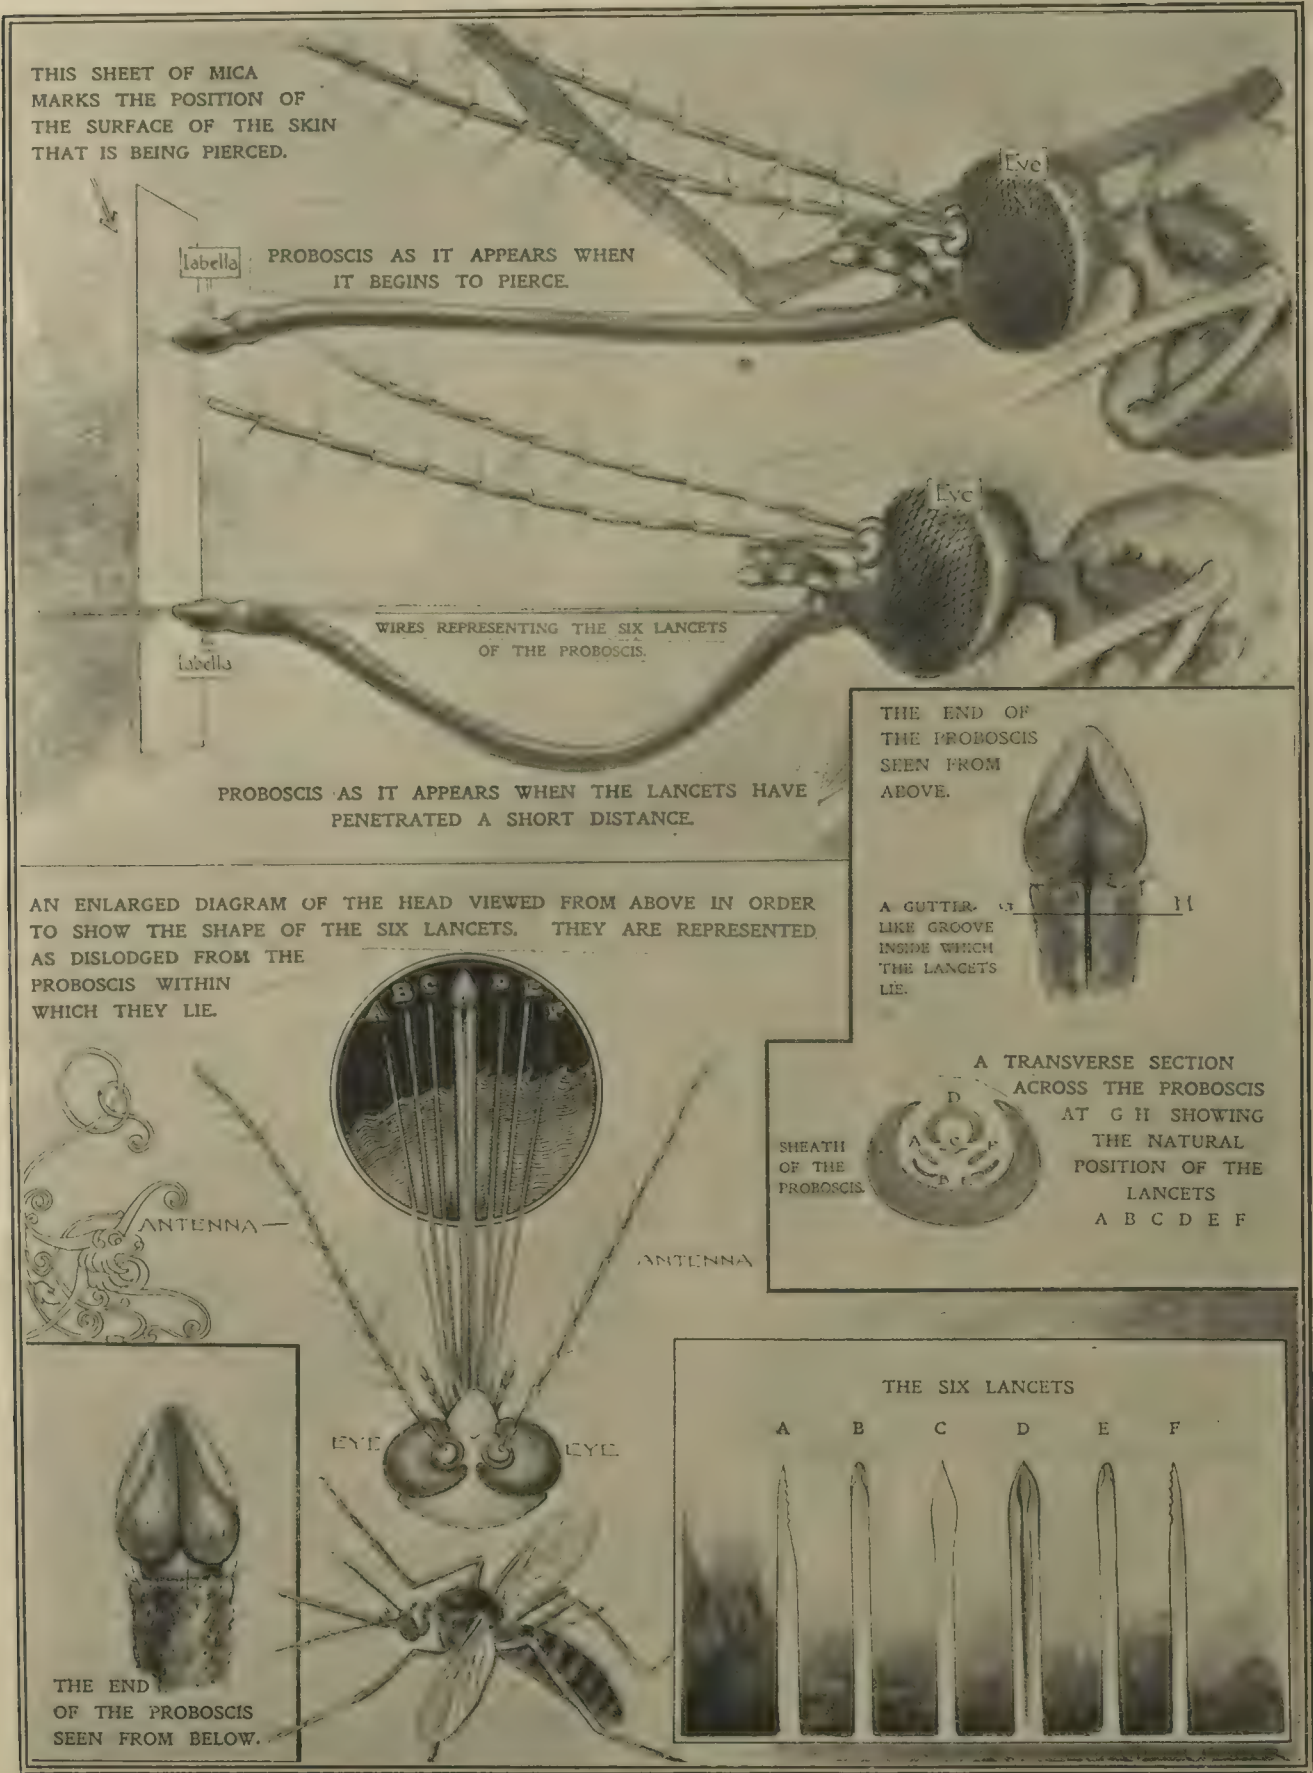 THIS SHEET OF MICA
MARKS THE POSITION OF
THE SURFACE OF THE SKIN
THAT IS BEING PIERCED.
Eye
labella
PROBOSCIS AS IT APPEARS WHEN
IT BEGINS TO PIERCE.
Eye
WIRES REPRESENTING THE SIX LANCETS
OF THE PROBOSCIS.
labella
PROBOSCIS AS IT APPEARS WHEN THE LANCETS HAVE
PENETRATED A SHORT DISTANCE.
THE END OF
THE PROBOSCIS
SEEN FROM
ABOVE.
A GUTTER-
LIKE GROOVE
INSIDE WHICH
THE LANCETS
LIE.
G H
AN ENLARGED DIAGRAM OF THE HEAD VIEWED FROM ABOVE IN ORDER
TO SHOW THE SHAPE OF THE SIX LANCETS. THEY ARE REPRESENTED
AS DISLODGED FROM THE
PROBOSCIS WITHIN
WHICH THEY LIE.
B C D E
A TRANSVERSE SECTION
ACROSS THE PROBOSCIS
AT G H SHOWING
THE NATURAL
POSITION OF THE
LANCETS
A B C D E F
D
A C F
B E
SHEATH
OF THE
PROBOSCIS.
ANTENNA
ANTENNA
EYE
EYE
THE SIX LANCETS
A B C D E F
THE END
OF THE PROBOSCIS
SEEN FROM BELOW.